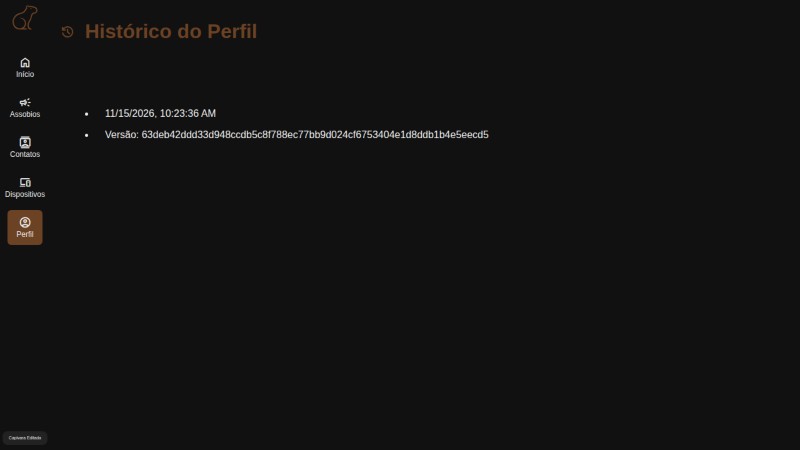 Histórico do Perfil
Início
Assobios
Contatos
Dispositivos
Perfil
11/15/2026, 10:23:36 AM
Versão: 63deb42ddd33d948ccdb5c8f788ec77bb9d024cf6753404e1d8ddb1b4e5eecd5
Capivara Editada